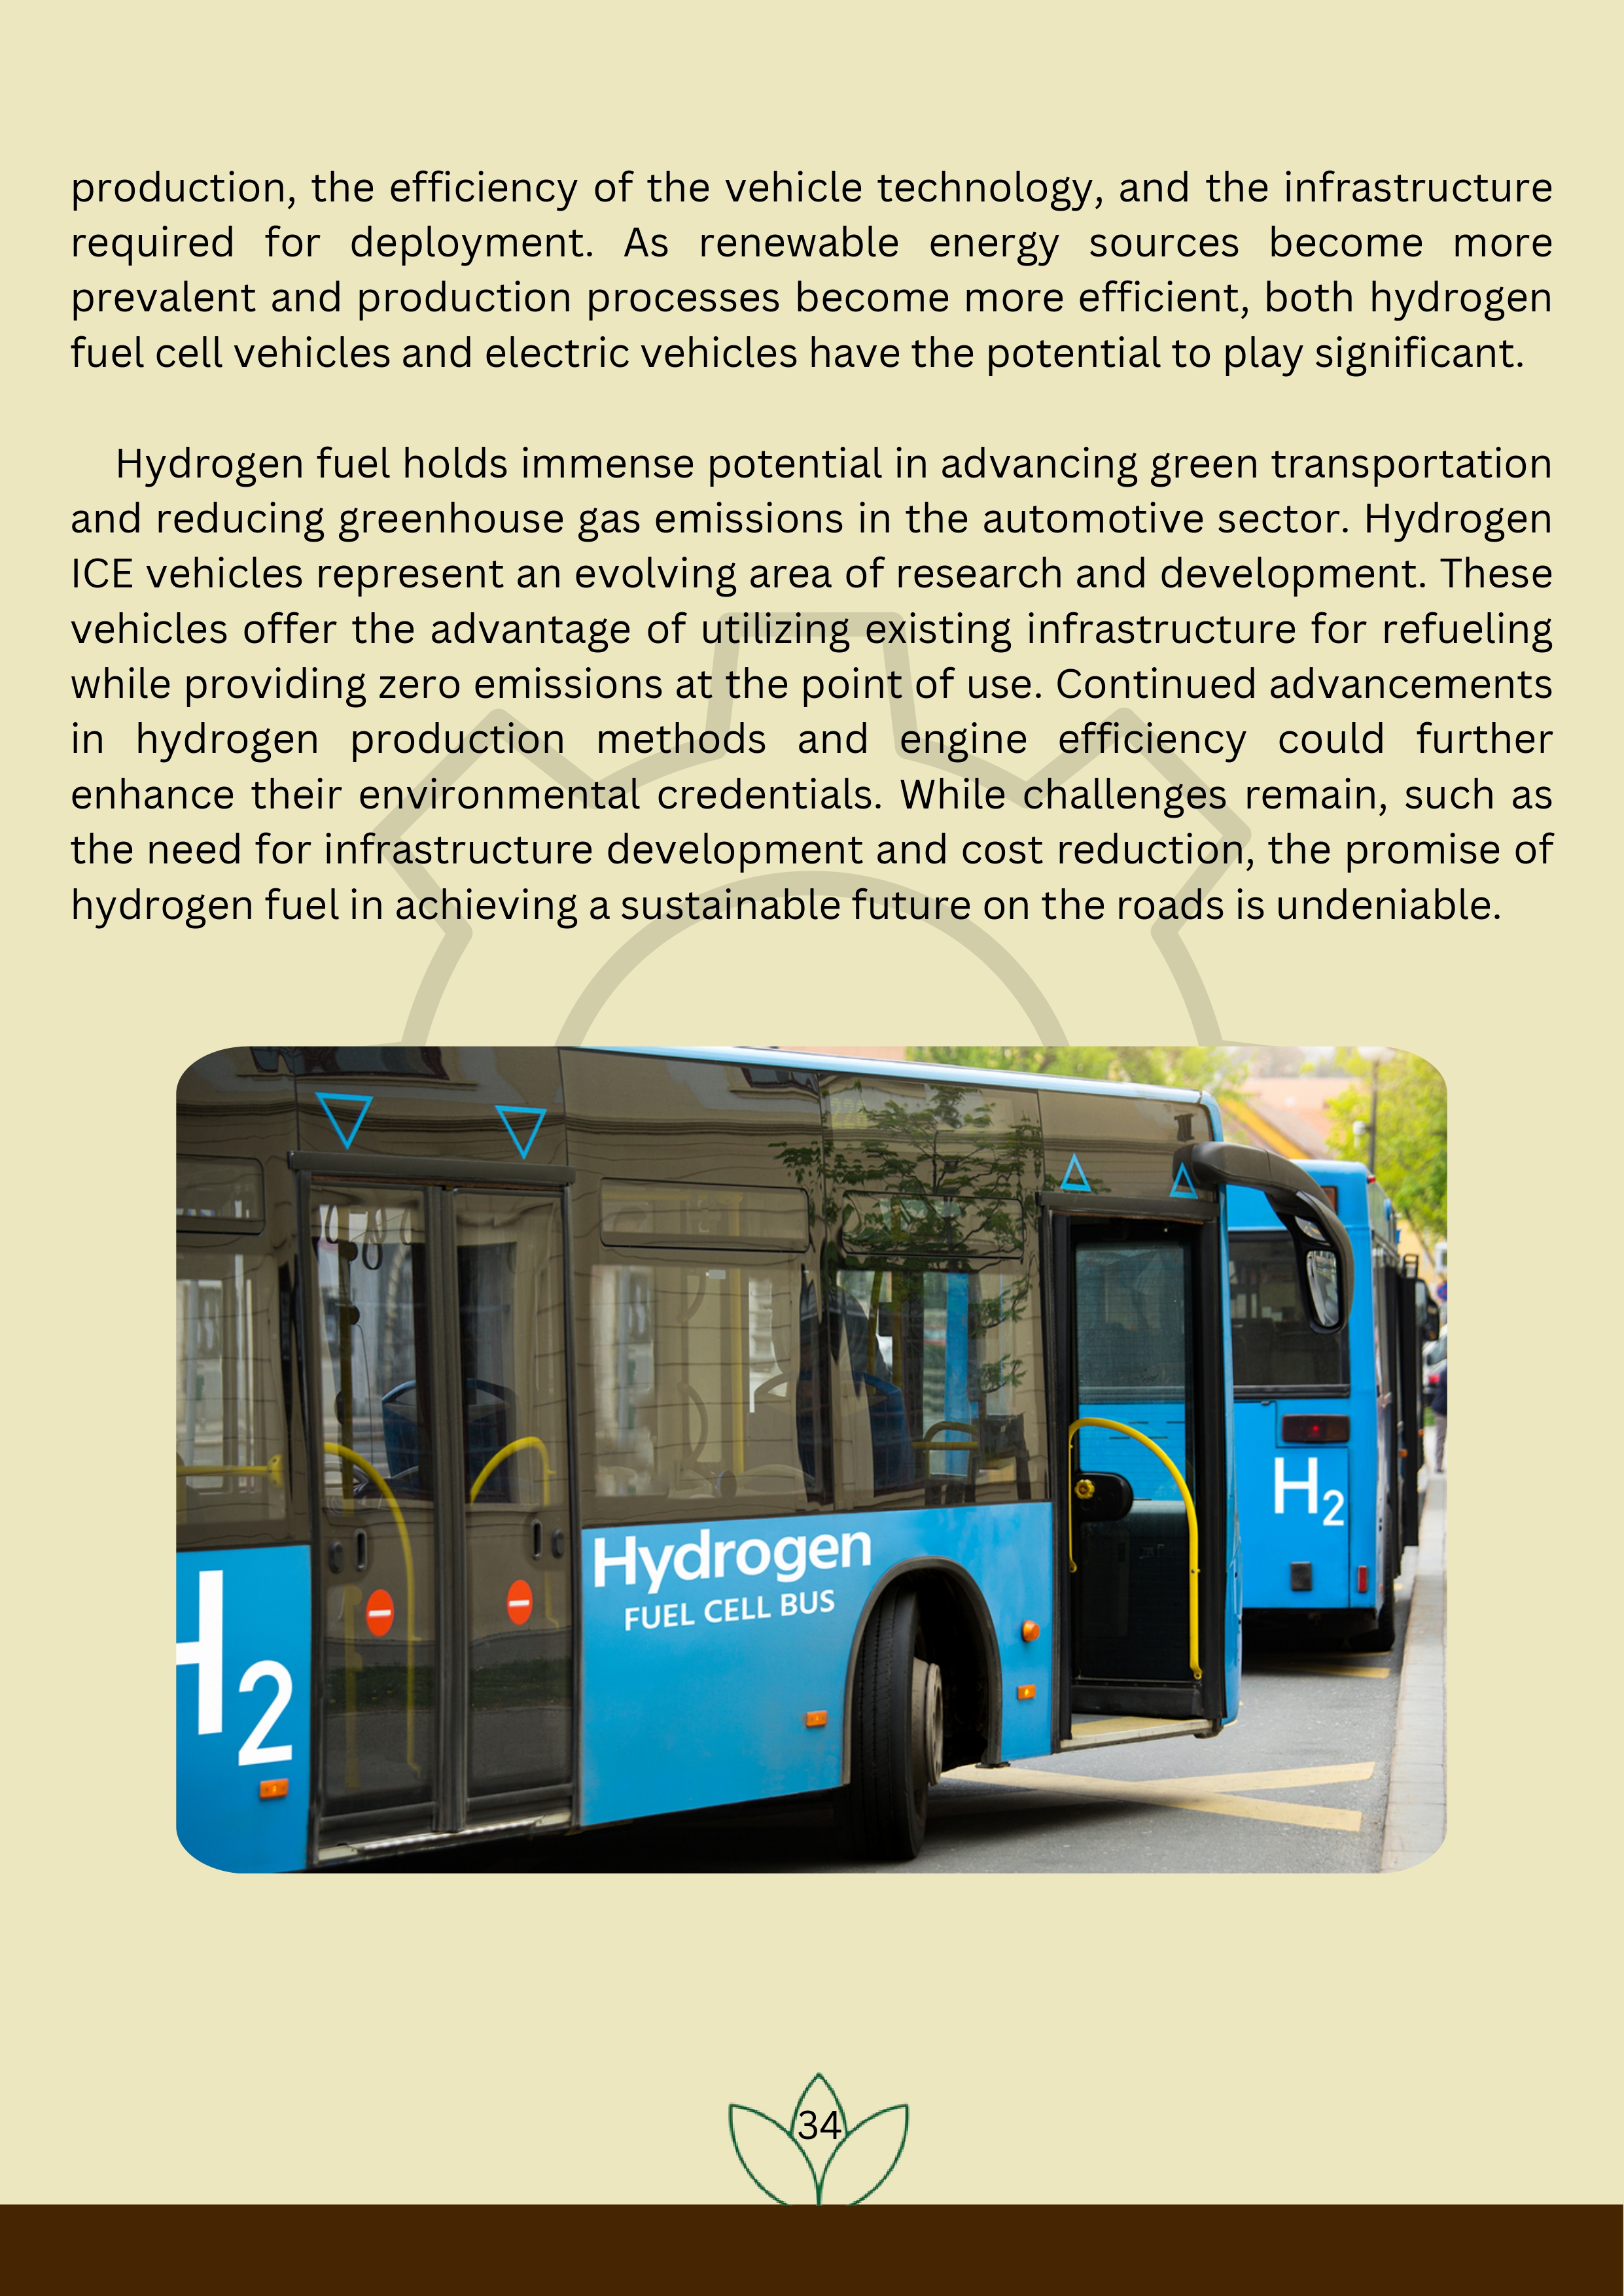 production, the efficiency of the vehicle technology, and the infrastructure
required for deployment. As renewable energy sources become more
prevalent and production processes become more efficient, both hydrogen
fuel cell vehicles and electric vehicles have the potential to play significant.
Hydrogen fuel holds immense potential in advancing green transportation
and reducing greenhouse gas emissions in the automotive sector. Hydrogen
ICE vehicles represent an evolving area of research and development. These
vehicles offer the advantage of utilizing existing infrastructure for refueling
while providing zero emissions at the point of use. Continued advancements
in hydrogen production methods and engine efficiency could further
enhance their environmental credentials. While challenges remain, such as
the need for infrastructure development and cost reduction, the promise of
hydrogen fuel in achieving a sustainable future on the roads is undeniable.
226
H2
Hydrogen
FUEL CELL BUS
H2
34